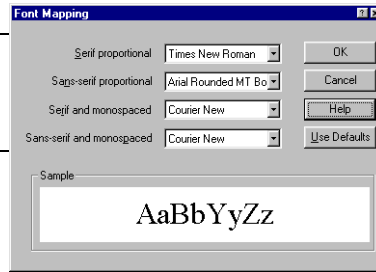 Font Mapping
Serif proportional Times New Roman OK
Sans-serif proportional Arial Rounded MT Bo Cancel
Serif and monospaced Courier New Help
Sans-serif and monospaced Courier New Use Defaults
Sample
AaBbYyZz